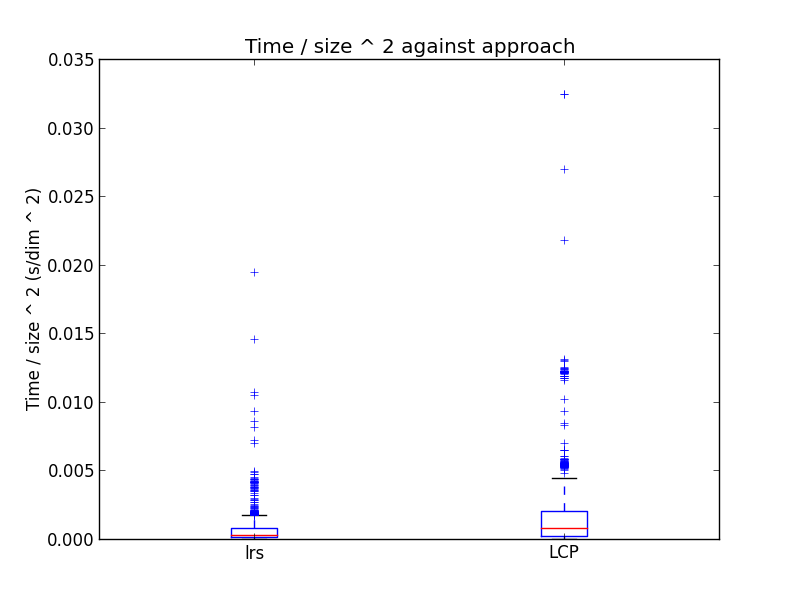 Time / size ^ 2 against approach
Time / size ^ 2 (s/dim ^ 2)
0.035
0.030
0.025
0.020
0.015
0.010
0.005
0.000
lrs
LCP